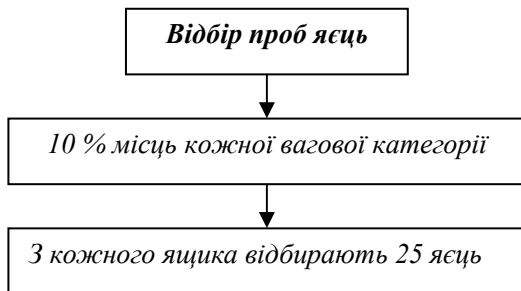 Відбір проб яєць
10 % місць кожної вагової категорії
З кожного ящика відбирають 25 яєць